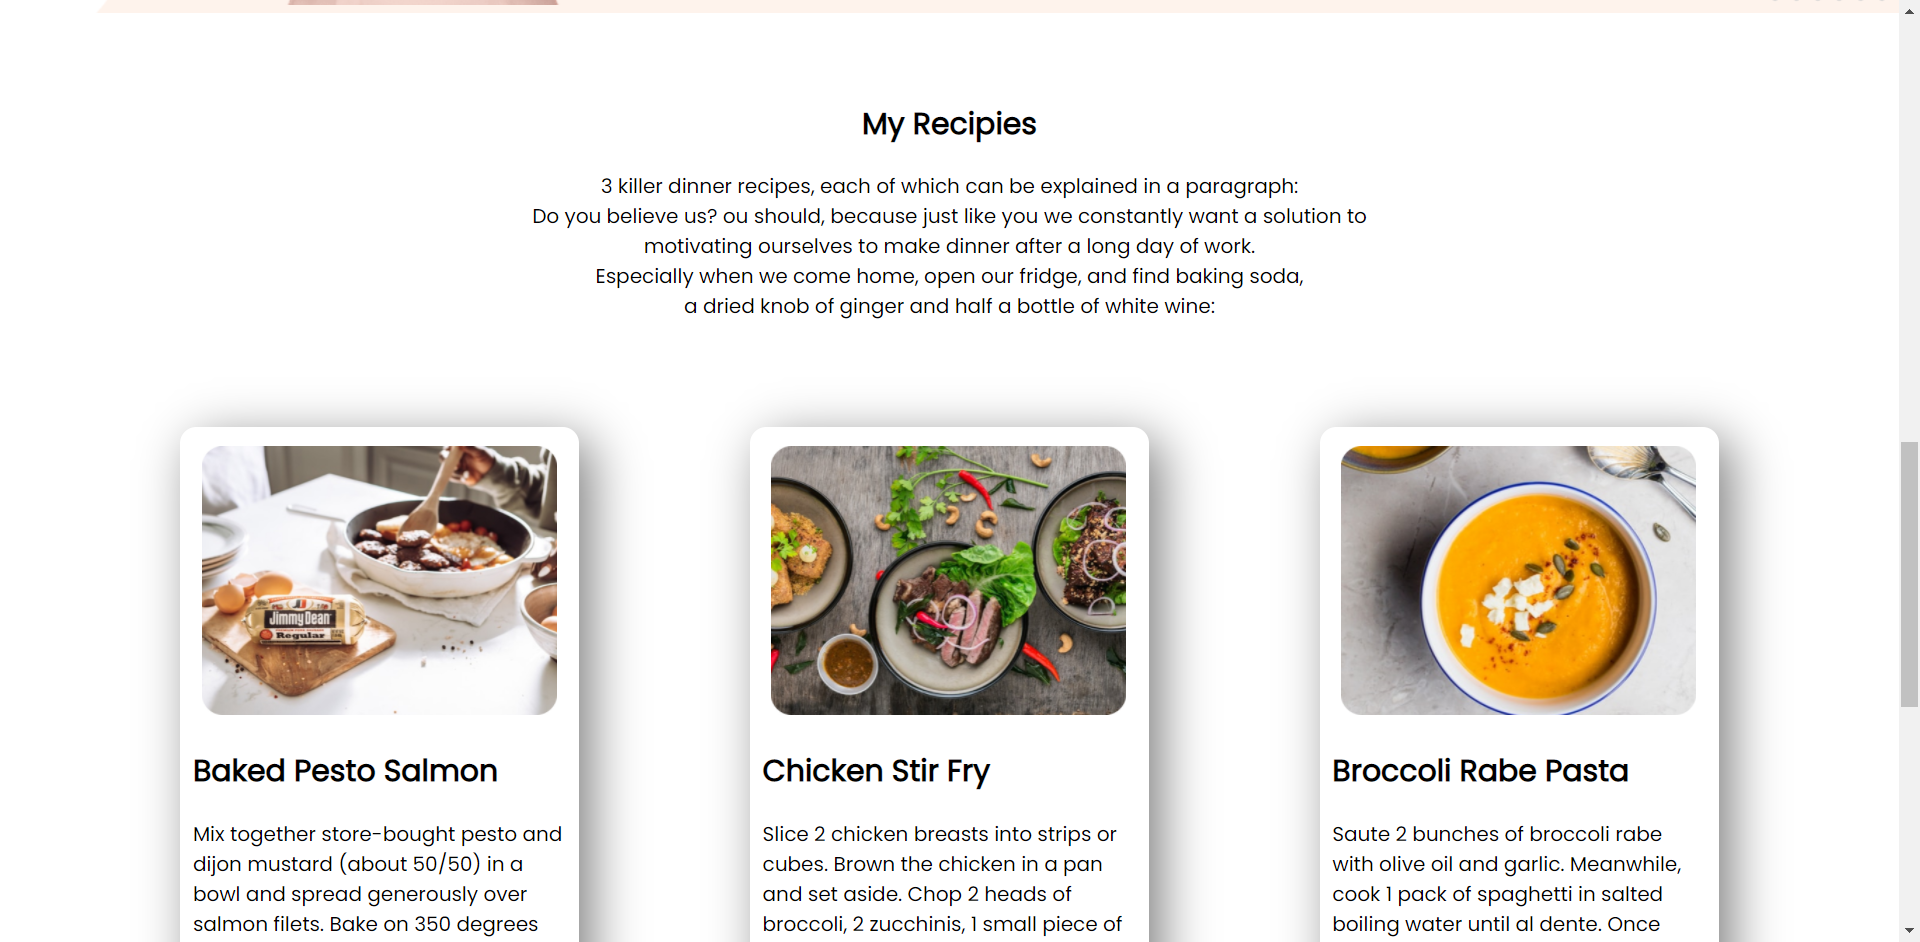 My Recipies
3 killer dinner recipes, each of which can be explained in a paragraph:
Do you believe us? ou should, because just like you we constantly want a solution to
motivating ourselves to make dinner after a long day of work.
Especially when we come home, open our fridge, and find baking soda,
a dried knob of ginger and half a bottle of white wine:
Jimmy Dean
Regular
Baked Pesto Salmon
Mix together store-bought pesto and
dijon mustard (about 50/50) in a
bowl and spread generously over
salmon filets. Bake on 350 degrees
Chicken Stir Fry
Slice 2 chicken breasts into strips or
cubes. Brown the chicken in a pan
and set aside. Chop 2 heads of
broccoli, 2 zucchinis, 1 small piece of
Broccoli Rabe Pasta
Saute 2 bunches of broccoli rabe
with olive oil and garlic. Meanwhile,
cook 1 pack of spaghetti in salted
boiling water until al dente. Once